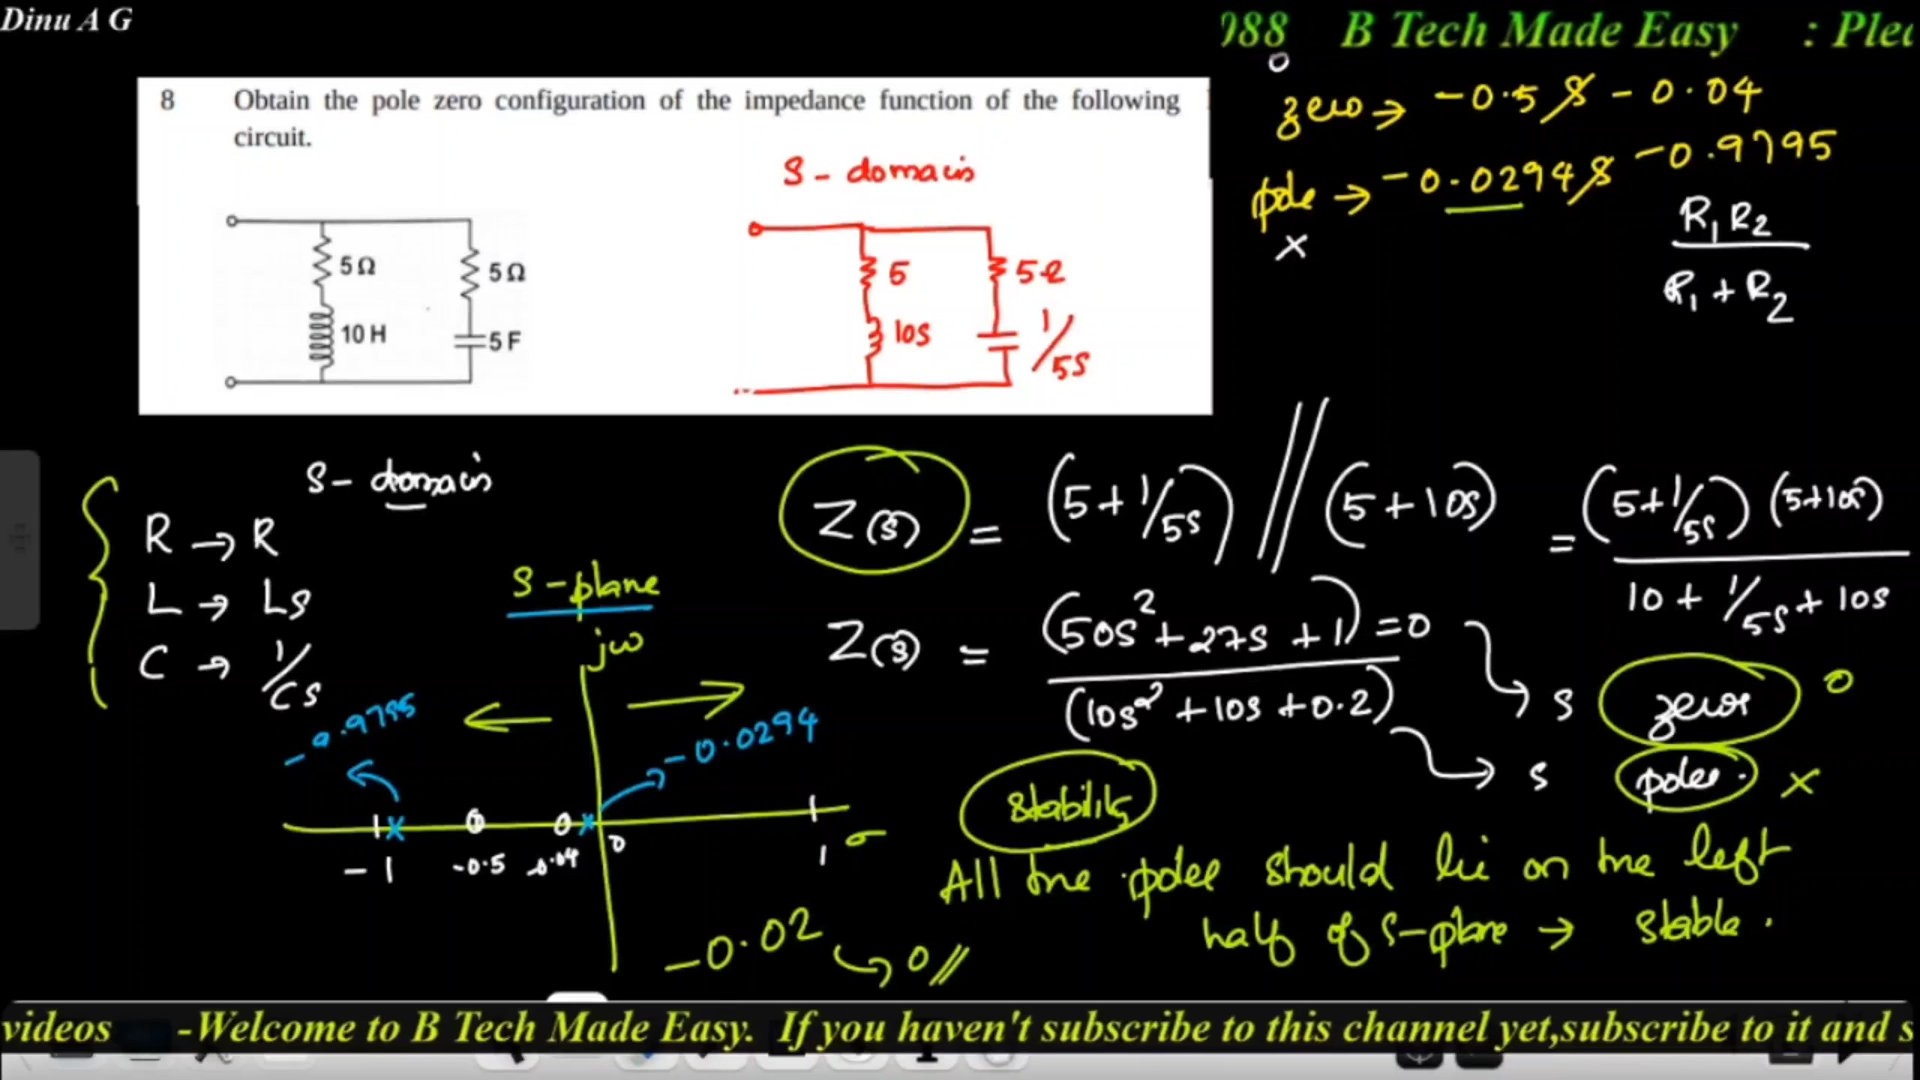 Dinu A G
988 B Tech Made Easy : Plea
8 Obtain the pole zero configuration of the impedance function of the following
circuit.
5Ω
10 H
5Ω
5 F
S - domain
5
10s
5Ω
1/5s
O
zero → -0.5 s -0.04
pole → -0.0294 s -0.9795
X
R1 R2
R1 + R2
S - domain
R → R
L → Ls
C → 1/Cs
S - plane
jω
-0.9795
-0.0294
-1
-0.5
-0.04
0
1
σ
-0.02 → 0 //
Z(s) = (5 + 1/5s) // (5 + 10s) = (5 + 1/5s) (5+10s)
10 + 1/5s + 10s
Z(s) = (50s² + 27s + 1) = 0
(10s² + 10s + 0.2)
s zeros O
s poles. X
Stability
All the poles should lie on the left
half of S-plane → stable.
videos -Welcome to B Tech Made Easy. If you haven't subscribe to this channel yet,subscribe to it and s